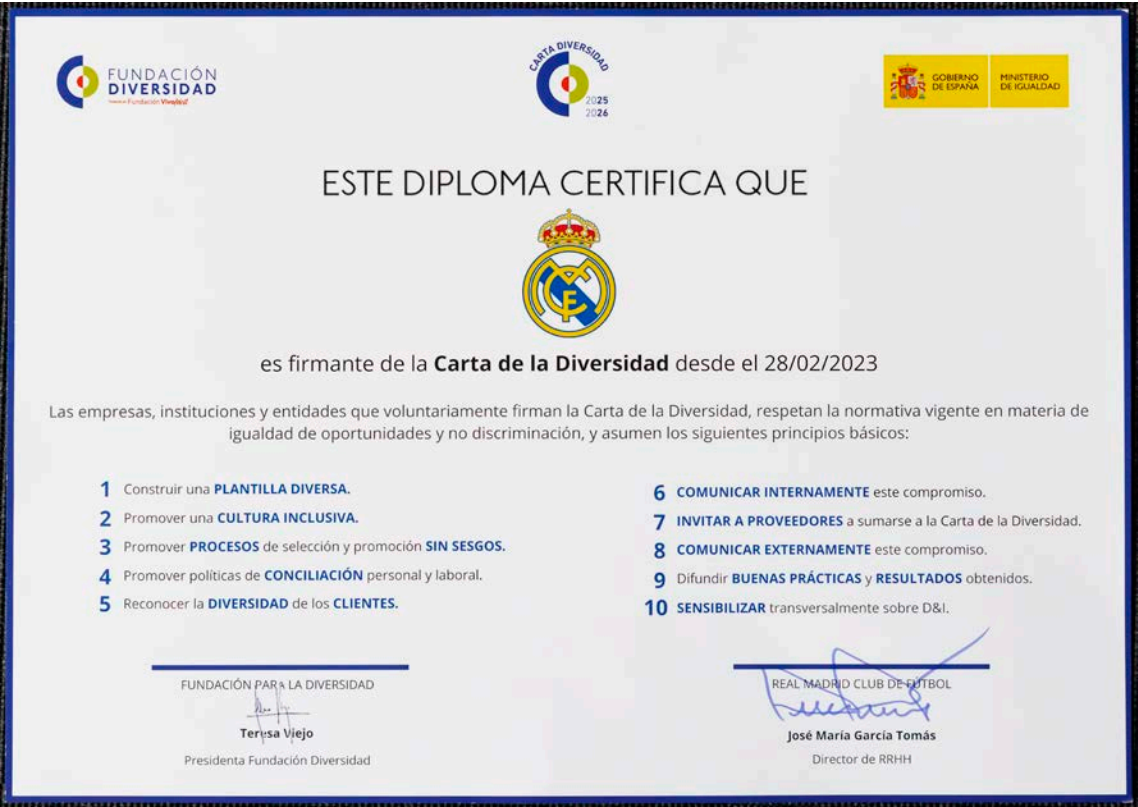 FUNDACIÓN
DIVERSIDAD
Fundación
CARTA DIVERSIDAD
2025
2026
GOBIERNO
DE ESPAÑA
MINISTERIO
DE IGUALDAD
ESTE DIPLOMA CERTIFICA QUE
es firmante de la Carta de la Diversidad desde el 28/02/2023
Las empresas, instituciones y entidades que voluntariamente firman la Carta de la Diversidad, respetan la normativa vigente en materia de
igualdad de oportunidades y no discriminación, y asumen los siguientes principios básicos:
1 Construir una PLANTILLA DIVERSA.
2 Promover una CULTURA INCLUSIVA.
3 Promover PROCESOS de selección y promoción SIN SESGOS.
4 Promover políticas de CONCILIACIÓN personal y laboral.
5 Reconocer la DIVERSIDAD de los CLIENTES.
6 COMUNICAR INTERNAMENTE este compromiso.
7 INVITAR A PROVEEDORES a sumarse a la Carta de la Diversidad.
8 COMUNICAR EXTERNAMENTE este compromiso.
9 Difundir BUENAS PRÁCTICAS y RESULTADOS obtenidos.
10 SENSIBILIZAR transversalmente sobre D&I.
FUNDACIÓN PARA LA DIVERSIDAD
Teresa Viejo
Presidenta Fundación Diversidad
REAL MADRID CLUB DE FÚTBOL
José María García Tomás
Director de RRHH